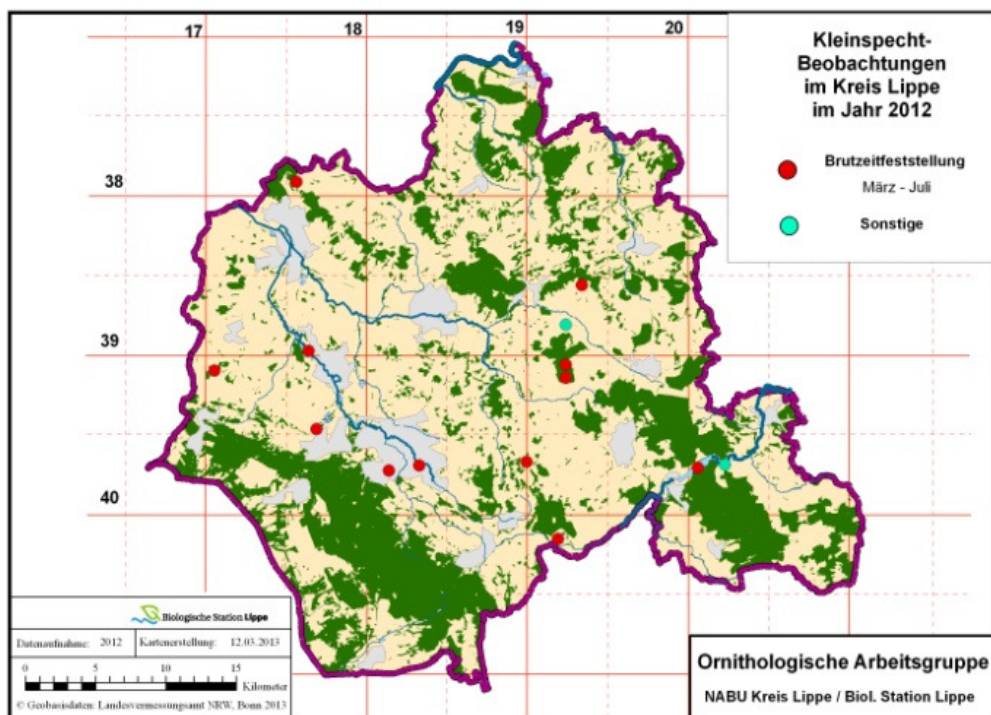 17 18 19 20
Kleinspecht-
Beobachtungen
im Kreis Lippe
im Jahr 2012
Brutzeitfeststellung
März - Juli
Sonstige
38
39
40
Biologische Station Lippe
Datenaufnahme: 2012 Kartenerstellung: 12.03.2013
0 5 10 15
Kilometer
© Geobasisdaten: Landesvermessungsamt NRW, Bonn 2013
Ornithologische Arbeitsgruppe
NABU Kreis Lippe / Biol. Station Lippe